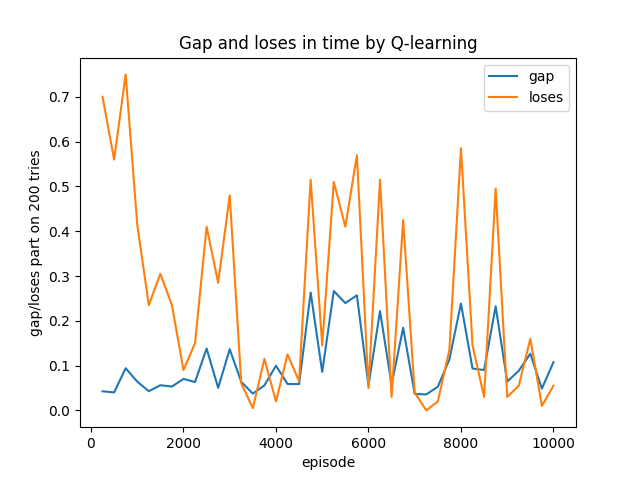 Gap and loses in time by Q-learning
gap
loses
gap/loses part on 200 tries
0.7
0.6
0.5
0.4
0.3
0.2
0.1
0.0
0 2000 4000 6000 8000 10000
episode